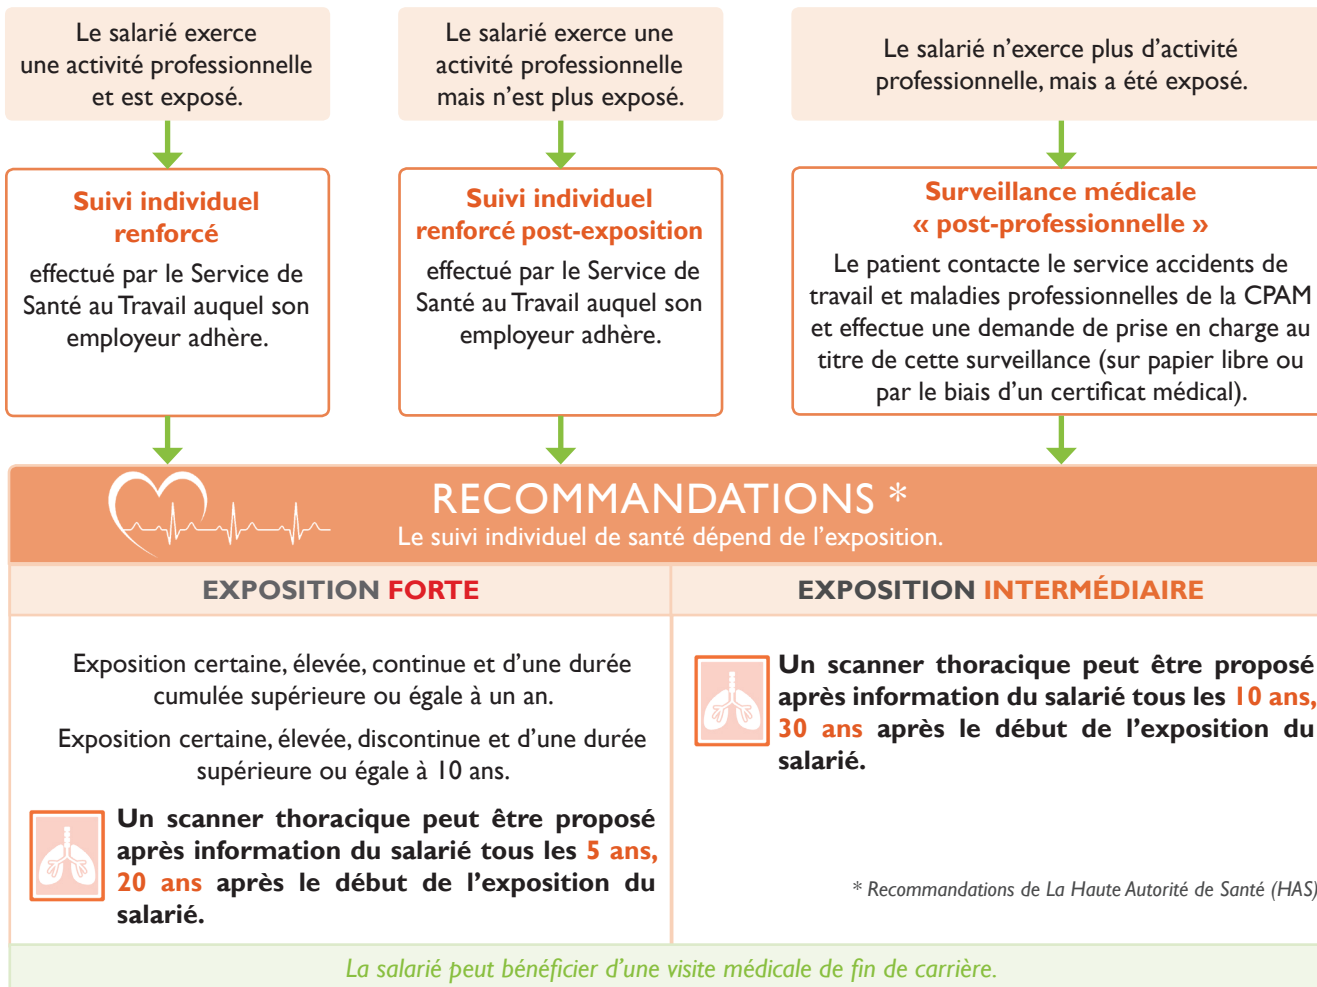 Le salarié exerce
une activité professionnelle
et est exposé.
Le salarié exerce une
activité professionnelle
mais n'est plus exposé.
Le salarié n'exerce plus d'activité
professionnelle, mais a été exposé.
Suivi individuel
renforcé
effectué par le Service de
Santé au Travail auquel son
employeur adhère.
Suivi individuel
renforcé post-exposition
effectué par le Service de
Santé au Travail auquel son
employeur adhère.
Surveillance médicale
« post-professionnelle »
Le patient contacte le service accidents de
travail et maladies professionnelles de la CPAM
et effectue une demande de prise en charge au
titre de cette surveillance (sur papier libre ou
par le biais d'un certificat médical).
RECOMMANDATIONS *
Le suivi individuel de santé dépend de l'exposition.
EXPOSITION FORTE
Exposition certaine, élevée, continue et d'une durée
cumulée supérieure ou égale à un an.
Exposition certaine, élevée, discontinue et d'une durée
supérieure ou égale à 10 ans.
Un scanner thoracique peut être proposé
après information du salarié tous les 5 ans,
20 ans après le début de l'exposition du
salarié.
EXPOSITION INTERMÉDIAIRE
Un scanner thoracique peut être proposé
après information du salarié tous les 10 ans,
30 ans après le début de l'exposition du
salarié.
* Recommandations de La Haute Autorité de Santé (HAS)
La salarié peut bénéficier d'une visite médicale de fin de carrière.